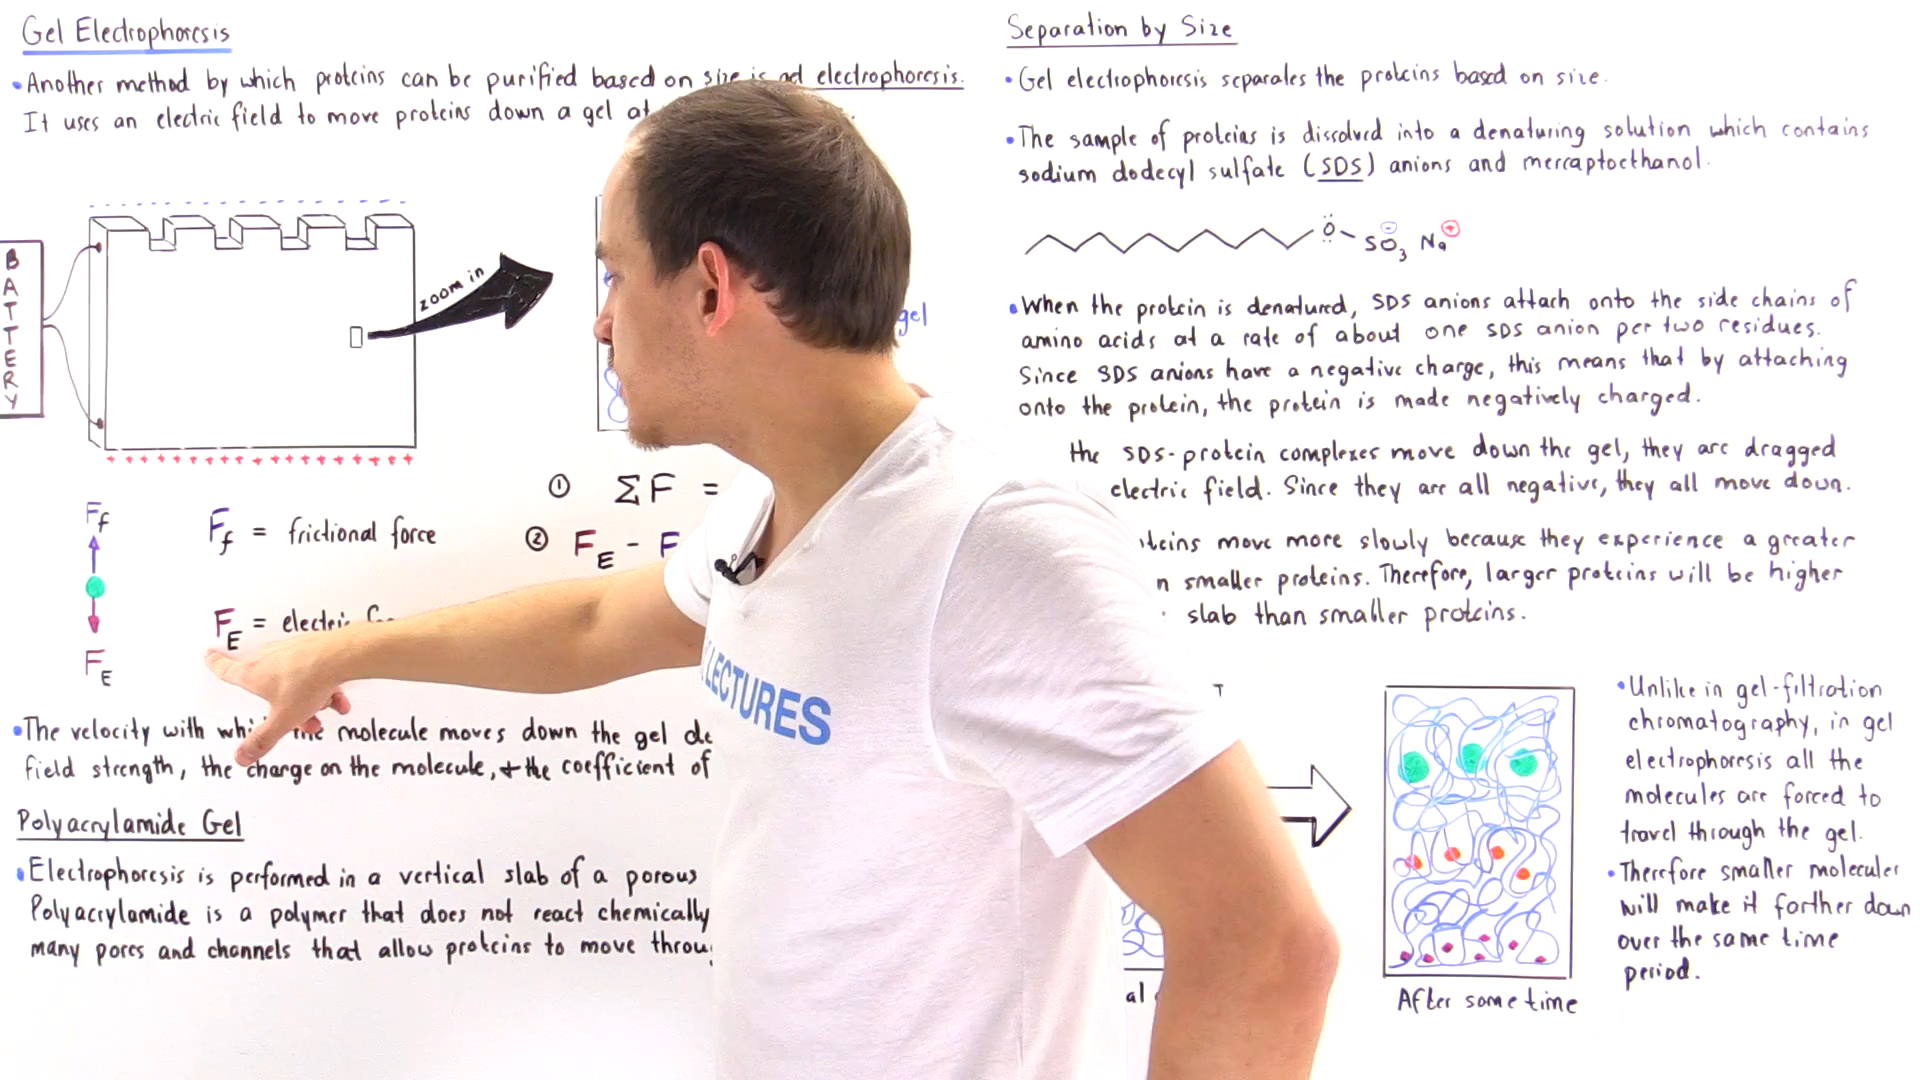 Gel Electrophoresis
•Another method by which proteins can be purified based on size is gel electrophoresis.
It uses an electric field to move proteins down a gel at
BATTERY
zoom in
gel
Ff
FE
Ff = frictional force
FE = electric
① ΣF =
② FE - F
•The velocity with molecule moves down the gel de
field strength, the charge on the molecule, + the coefficient of
Polyacrylamide Gel
•Electrophoresis is performed in a vertical slab of a porous
Polyacrylamide is a polymer that does not react chemically
many pores and channels that allow proteins to move throug
LECTURES
Separation by Size
•Gel electrophoresis separates the proteins based on size.
•The sample of proteins is dissolved into a denaturing solution which contains
sodium dodecyl sulfate (SDS) anions and mercaptoethanol.
O SO3 - Na +
•When the protein is denatured, SDS anions attach onto the side chains of
amino acids at a rate of about one SDS anion per two residues.
Since SDS anions have a negative charge, this means that by attaching
onto the protein, the protein is made negatively charged.
the SDS-protein complexes move down the gel, they are dragged
electric field. Since they are all negative, they all move down.
teins move more slowly because they experience a greater
n smaller proteins. Therefore, larger proteins will be higher
slab than smaller proteins.
al
After some time
•Unlike in gel-filtration
chromatography, in gel
electrophoresis all the
molecules are forced to
travel through the gel.
•Therefore smaller molecules
will make it farther down
over the same time
period.